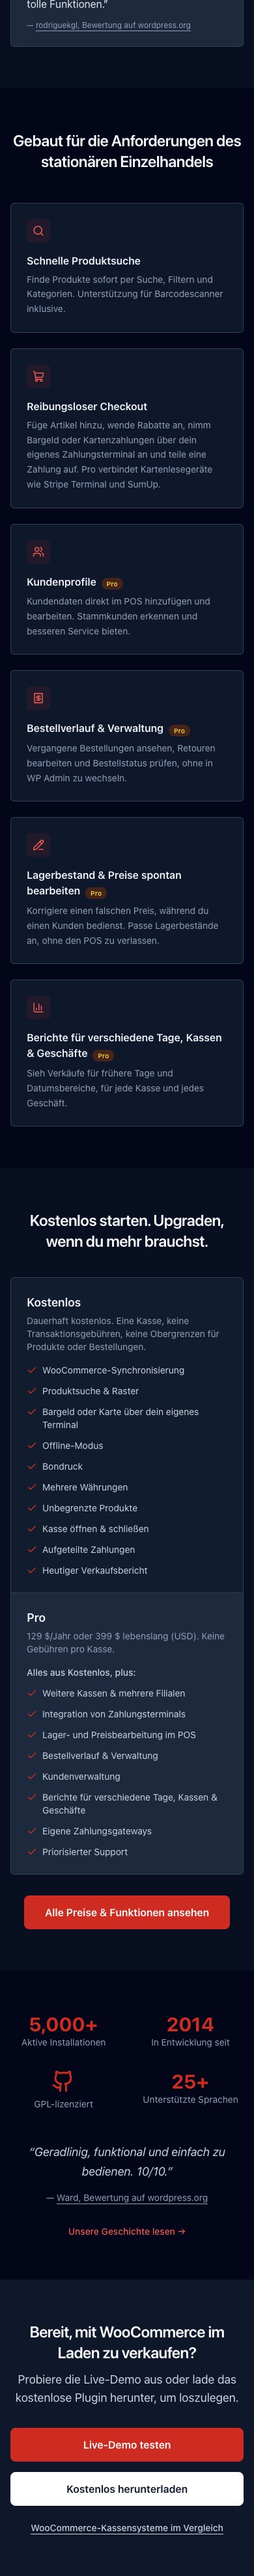 tolle Funktionen.”
— rodriguekgl, Bewertung auf wordpress.org
Gebaut für die Anforderungen des
stationären Einzelhandels
Schnelle Produktsuche
Finde Produkte sofort per Suche, Filtern und
Kategorien. Unterstützung für Barcodescanner
inklusive.
Reibungsloser Checkout
Füge Artikel hinzu, wende Rabatte an, nimm
Bargeld oder Kartenzahlungen über dein
eigenes Zahlungsterminal an und teile eine
Zahlung auf. Pro verbindet Kartenlesegeräte
wie Stripe Terminal und SumUp.
Kundenprofile Pro
Kundendaten direkt im POS hinzufügen und
bearbeiten. Stammkunden erkennen und
besseren Service bieten.
Bestellverlauf & Verwaltung Pro
Vergangene Bestellungen ansehen, Retouren
bearbeiten und Bestellstatus prüfen, ohne in
WP Admin zu wechseln.
Lagerbestand & Preise spontan
bearbeiten Pro
Korrigiere einen falschen Preis, während du
einen Kunden bedienst. Passe Lagerbestände
an, ohne den POS zu verlassen.
Berichte für verschiedene Tage, Kassen
& Geschäfte Pro
Sieh Verkäufe für frühere Tage und
Datumsbereiche, für jede Kasse und jedes
Geschäft.
Kostenlos starten. Upgraden,
wenn du mehr brauchst.
Kostenlos
Dauerhaft kostenlos. Eine Kasse, keine
Transaktionsgebühren, keine Obergrenzen für
Produkte oder Bestellungen.
WooCommerce-Synchronisierung
Produktsuche & Raster
Bargeld oder Karte über dein eigenes
Terminal
Offline-Modus
Bondruck
Mehrere Währungen
Unbegrenzte Produkte
Kasse öffnen & schließen
Aufgeteilte Zahlungen
Heutiger Verkaufsbericht
Pro
129 $/Jahr oder 399 $ lebenslang (USD). Keine
Gebühren pro Kasse.
Alles aus Kostenlos, plus:
Weitere Kassen & mehrere Filialen
Integration von Zahlungsterminals
Lager- und Preisbearbeitung im POS
Bestellverlauf & Verwaltung
Kundenverwaltung
Berichte für verschiedene Tage, Kassen &
Geschäfte
Eigene Zahlungsgateways
Priorisierter Support
Alle Preise & Funktionen ansehen
5,000+ 2014
Aktive Installationen In Entwicklung seit
25+
GPL-lizenziert Unterstützte Sprachen
“Geradlinig, funktional und einfach zu
bedienen. 10/10.”
— Ward, Bewertung auf wordpress.org
Unsere Geschichte lesen →
Bereit, mit WooCommerce im
Laden zu verkaufen?
Probiere die Live-Demo aus oder lade das
kostenlose Plugin herunter, um loszulegen.
Live-Demo testen
Kostenlos herunterladen
WooCommerce-Kassensysteme im Vergleich